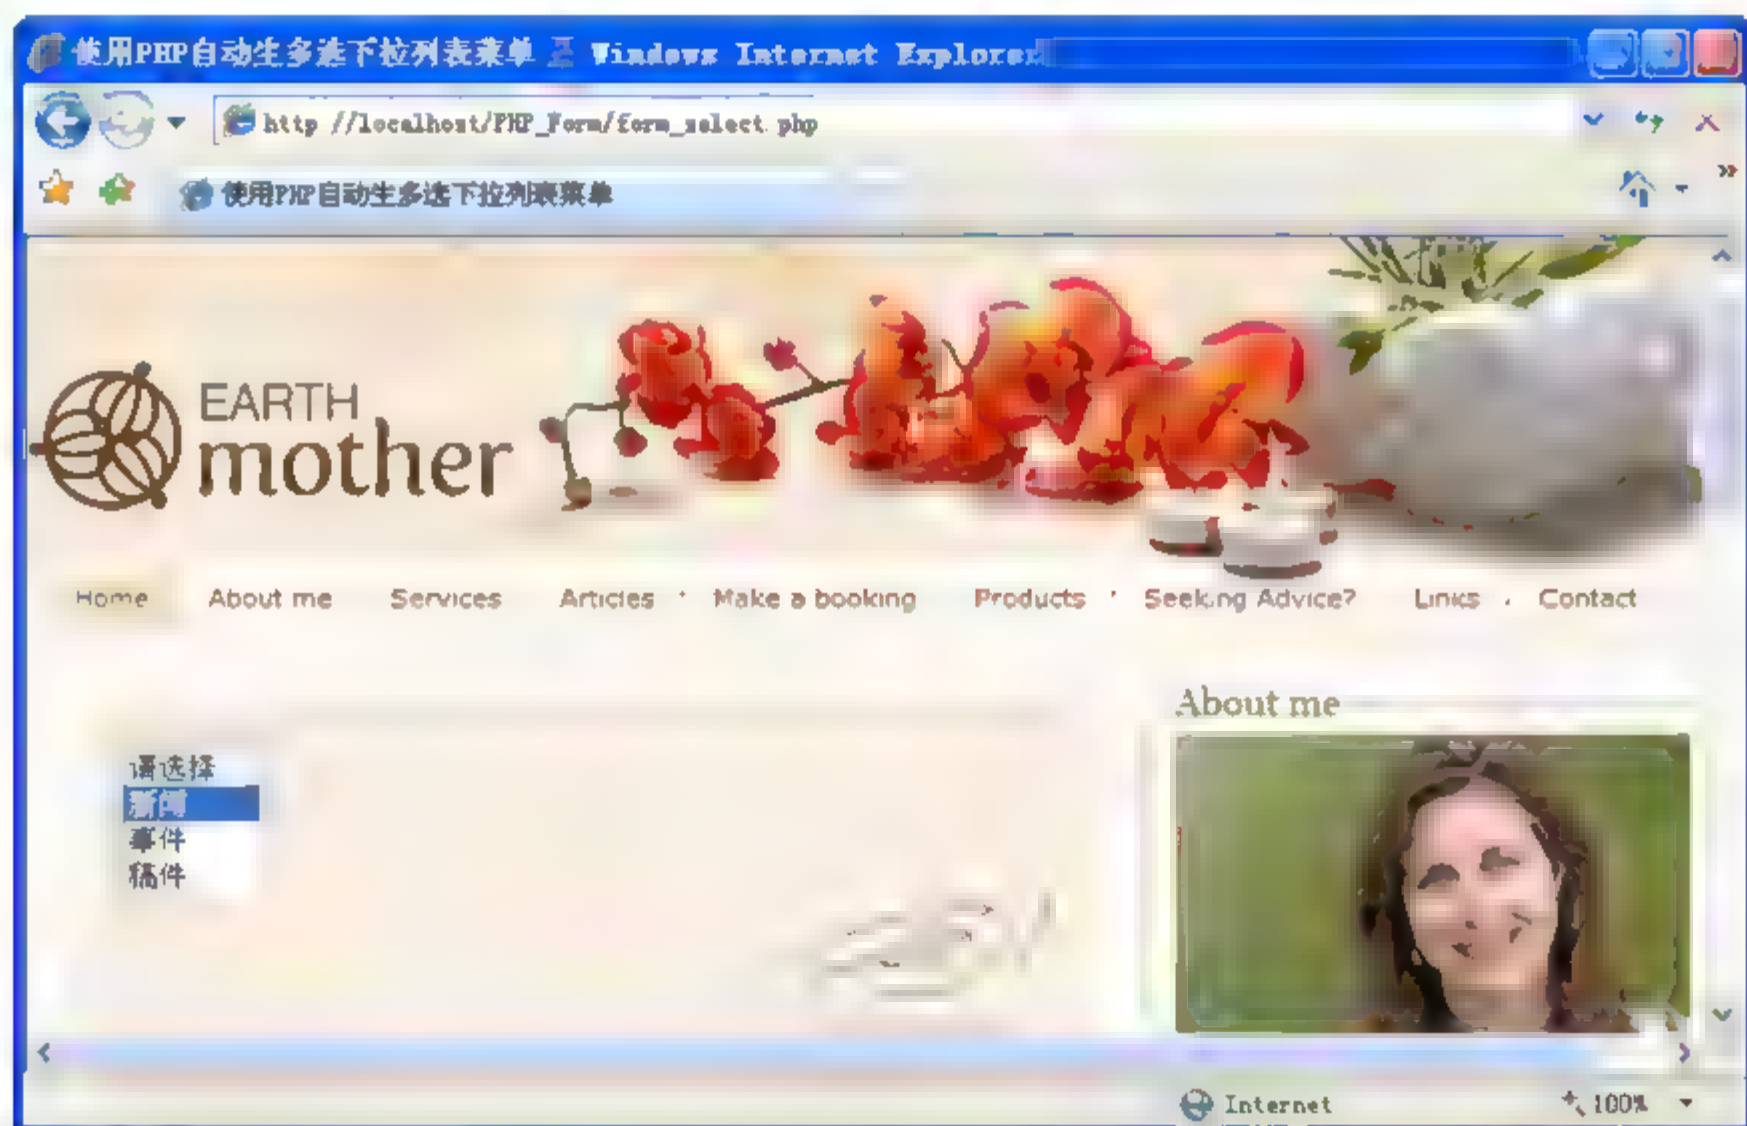 使用PHP自动生多选下拉列表菜单 - Windows Internet Explorer
http://localhost/PHP_Form/form_select.php
使用PHP自动生多选下拉列表菜单
EARTH
mother
Home About me Services Articles Make a booking Products Seeking Advice? Links Contact
About me
请选择
新闻
事件
稿件
Internet 100%